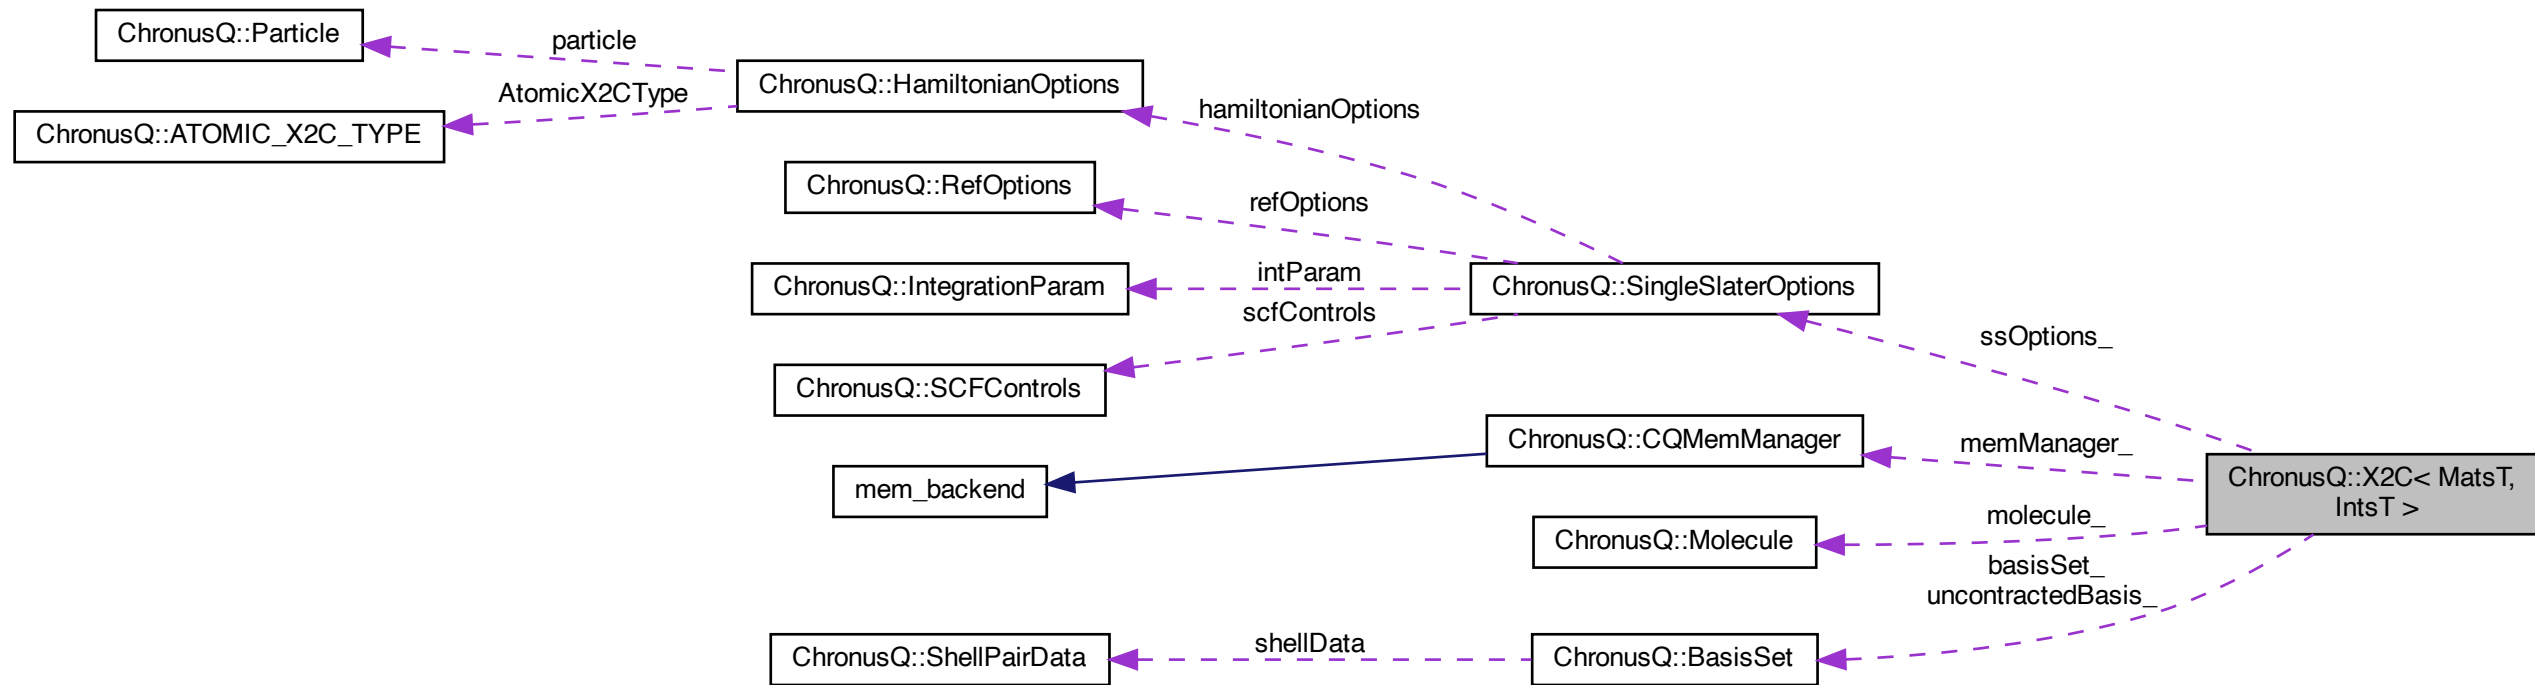 ChronusQ::Particle
particle
AtomicX2CType
ChronusQ::ATOMIC_X2C_TYPE
ChronusQ::HamiltonianOptions
hamiltonianOptions
ChronusQ::RefOptions
refOptions
ChronusQ::IntegrationParam
intParam
scfControls
ChronusQ::SingleSlaterOptions
ssOptions_
ChronusQ::SCFControls
ChronusQ::CQMemManager
memManager_
mem_backend
ChronusQ::X2C< MatsT,
IntsT >
ChronusQ::Molecule
molecule_
basisSet_
uncontractedBasis_
ChronusQ::ShellPairData
shellData
ChronusQ::BasisSet